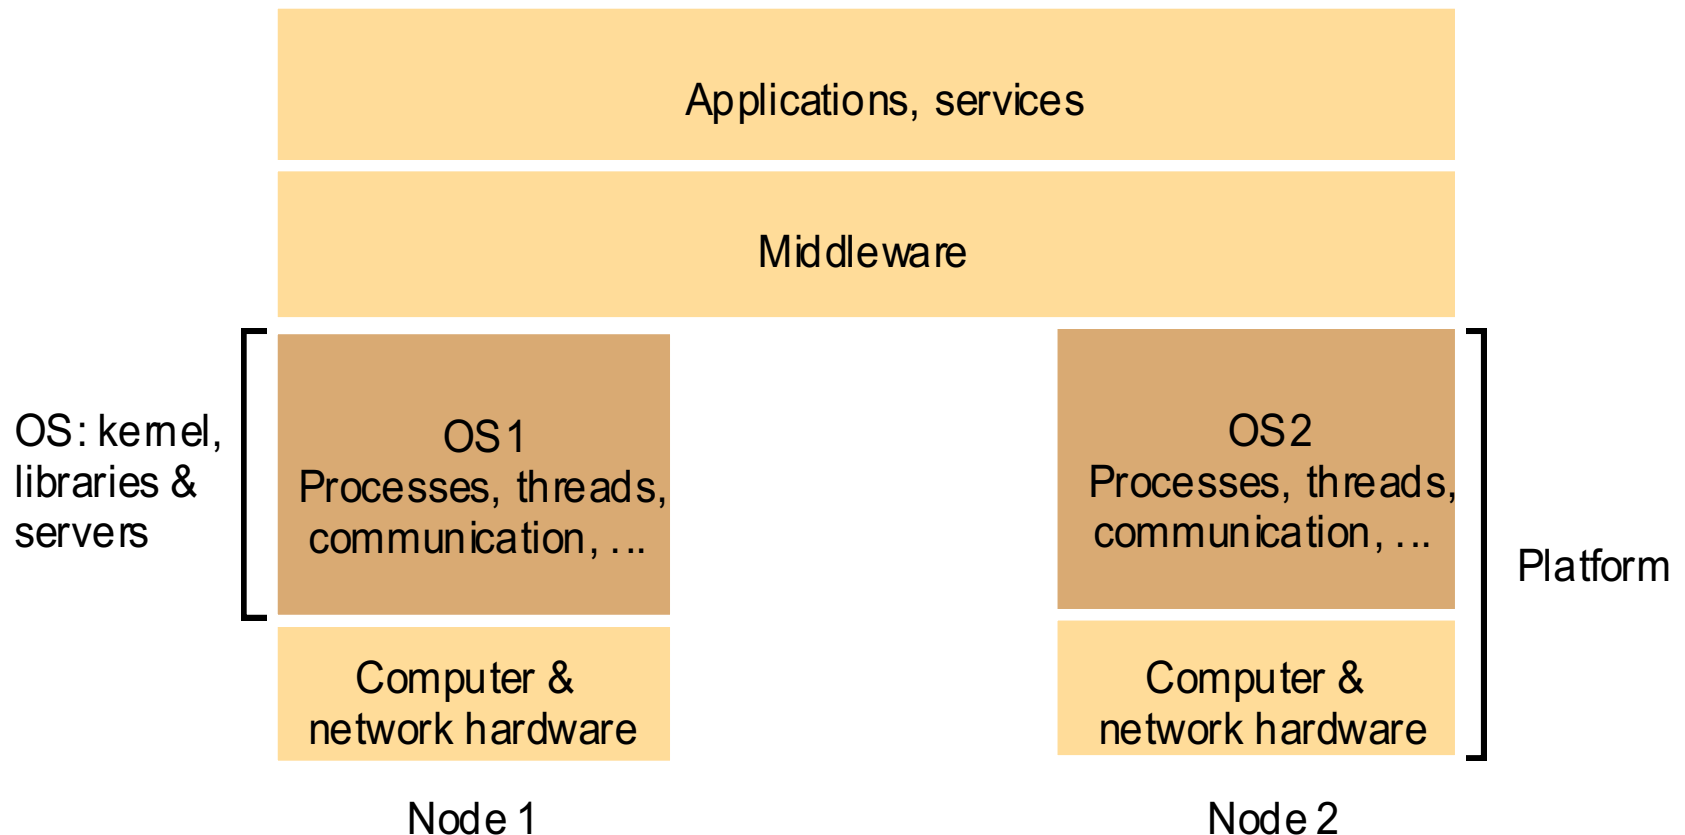 Applications, services
Middleware
OS: kernel,
libraries &
servers
OS1
Processes, threads,
communication, ...
OS2
Processes, threads,
communication, ...
Platform
Computer &
network hardware
Computer &
network hardware
Node 1
Node 2